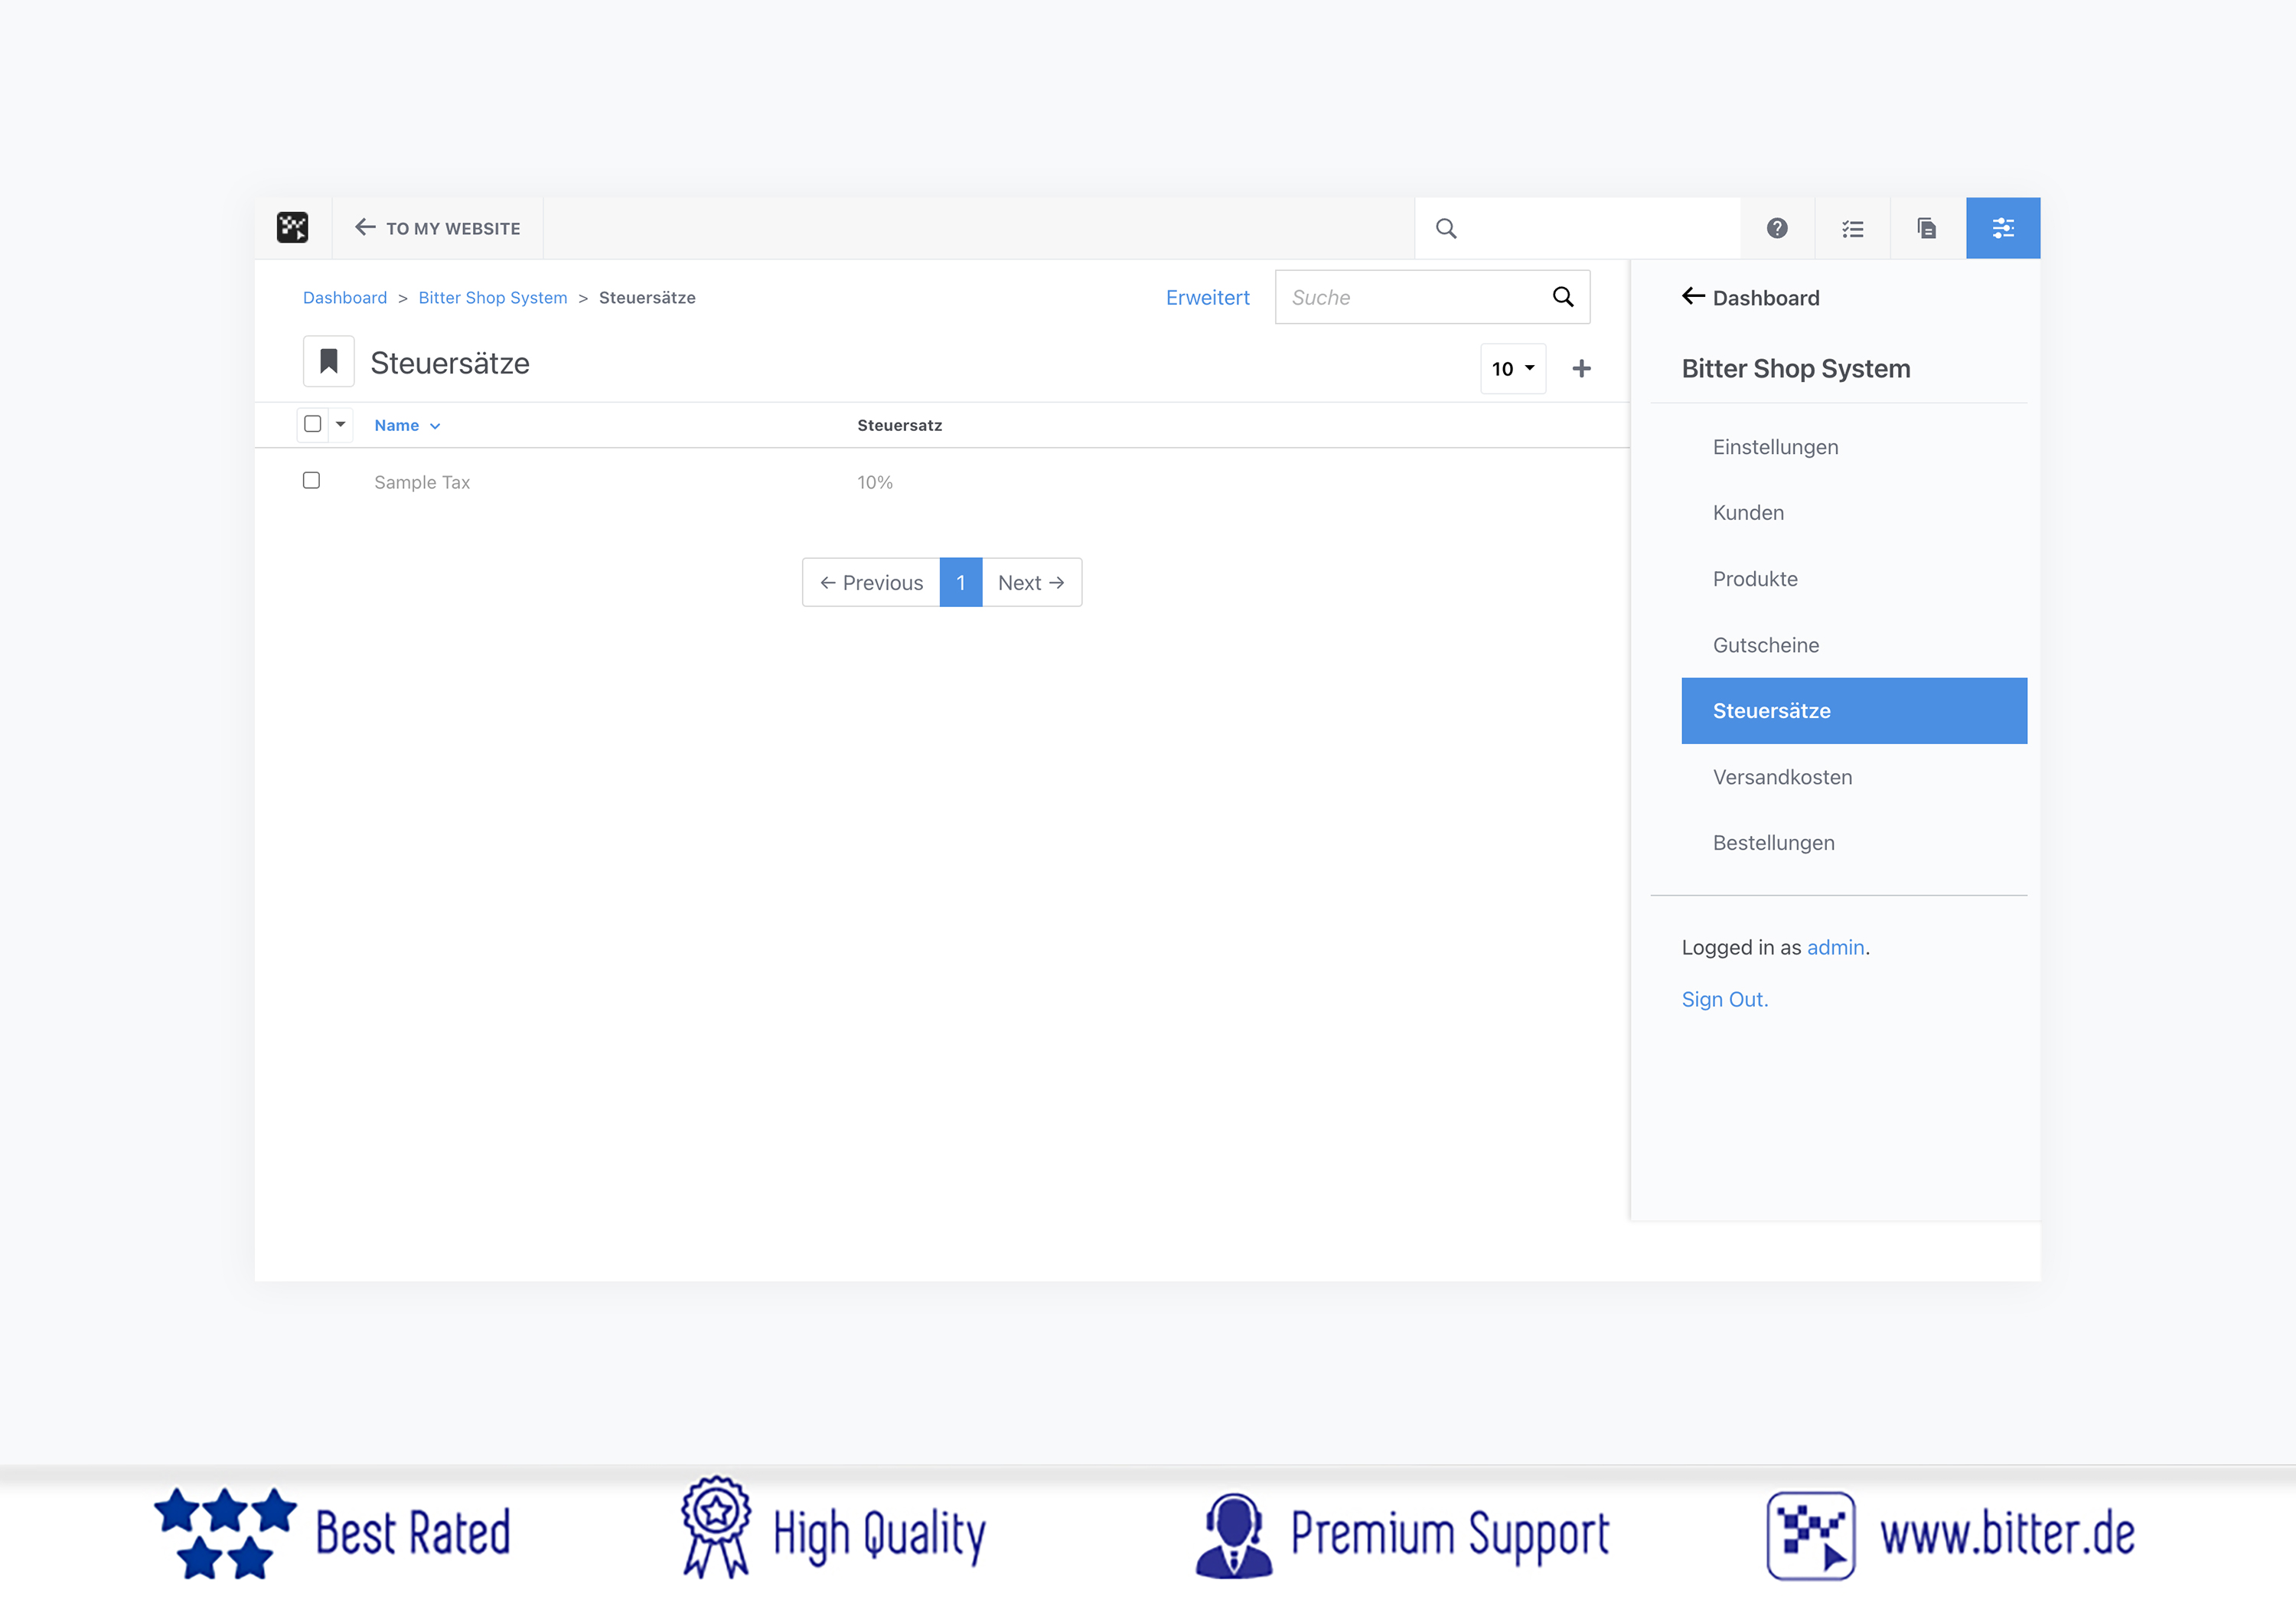 TO MY WEBSITE
Dashboard > Bitter Shop System > Steuersätze
Erweitert
Suche
Steuersätze
10
Name
Steuersatz
Sample Tax
10%
← Previous
1
Next →
Dashboard
Bitter Shop System
Einstellungen
Kunden
Produkte
Gutscheine
Steuersätze
Versandkosten
Bestellungen
Logged in as admin.
Sign Out.
Best Rated
High Quality
Premium Support
www.bitter.de